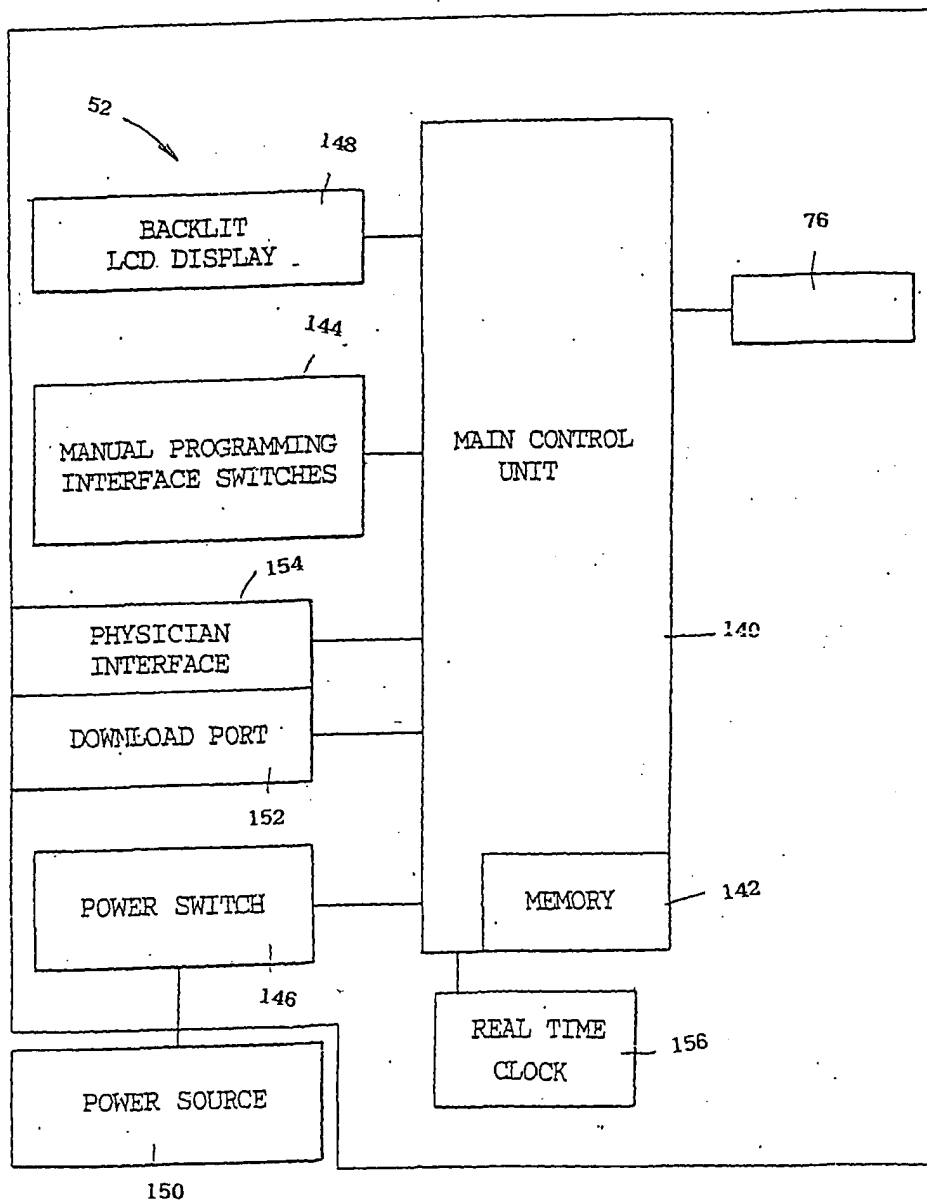 52
148
BACKLIT
LCD DISPLAY
76
144
MANUAL PROGRAMMING
INTERFACE SWITCHES
MAIN CONTROL
UNIT
154
PHYSICIAN
INTERFACE
140
DOWNLOAD PORT
152
POWER SWITCH
MEMORY
142
146
REAL TIME
CLOCK
156
POWER SOURCE
150